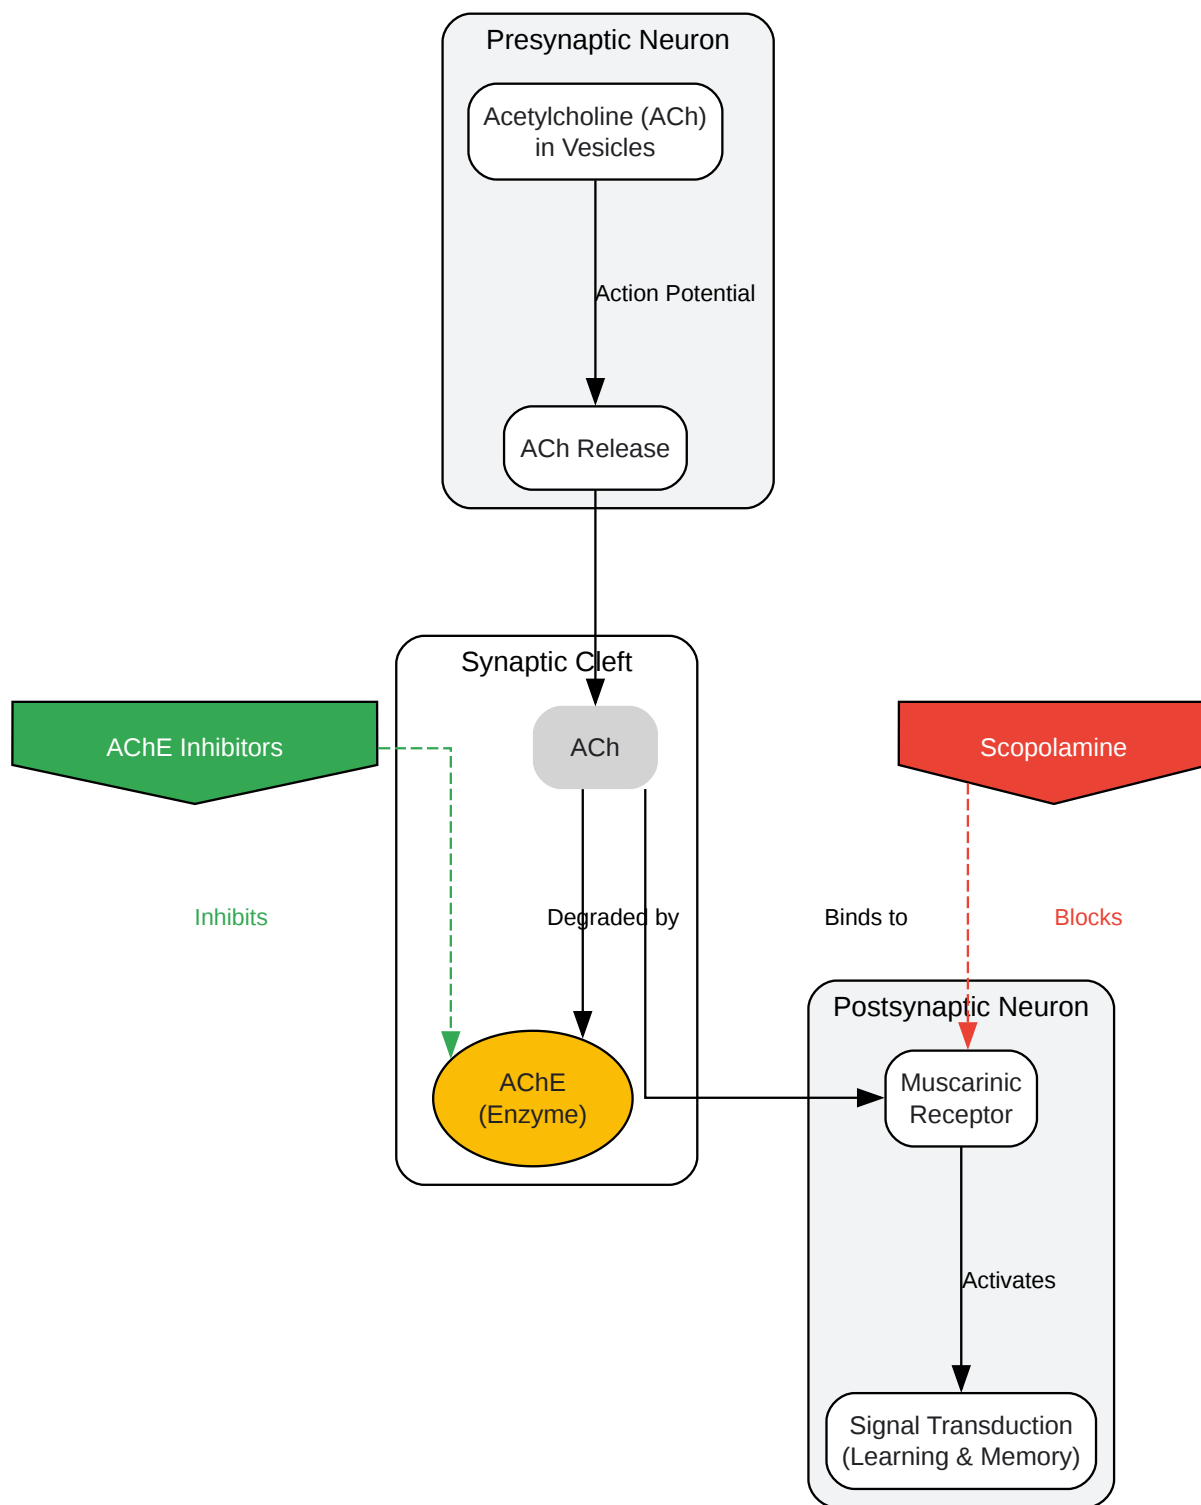 Presynaptic Neuron
Acetylcholine (ACh)
in Vesicles
Action Potential
ACh Release
Synaptic Cleft
AChE Inhibitors
ACh
Scopolamine
Inhibits
Degraded by
Binds to
Blocks
Postsynaptic Neuron
AChE
(Enzyme)
Muscarinic
Receptor
Activates
Signal Transduction
(Learning & Memory)